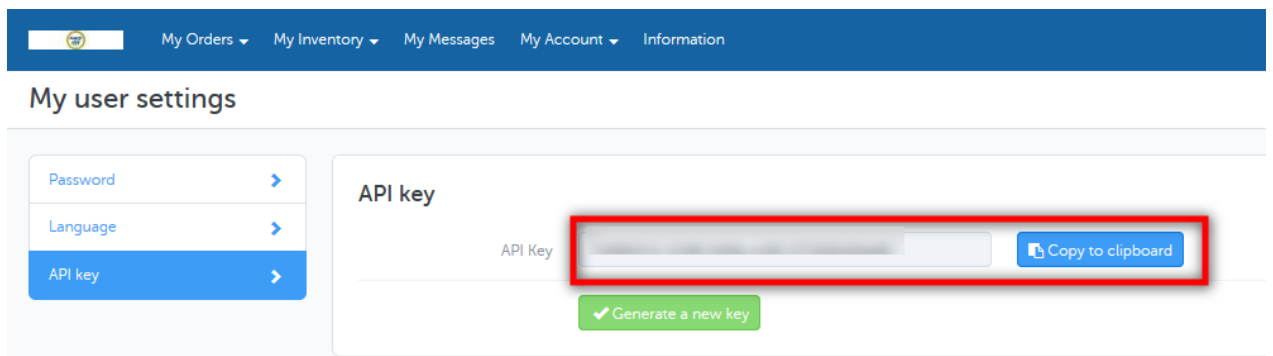 My Orders My Inventory My Messages My Account Information
My user settings
Password
Language
API key
API key
API Key Copy to clipboard
Generate a new key